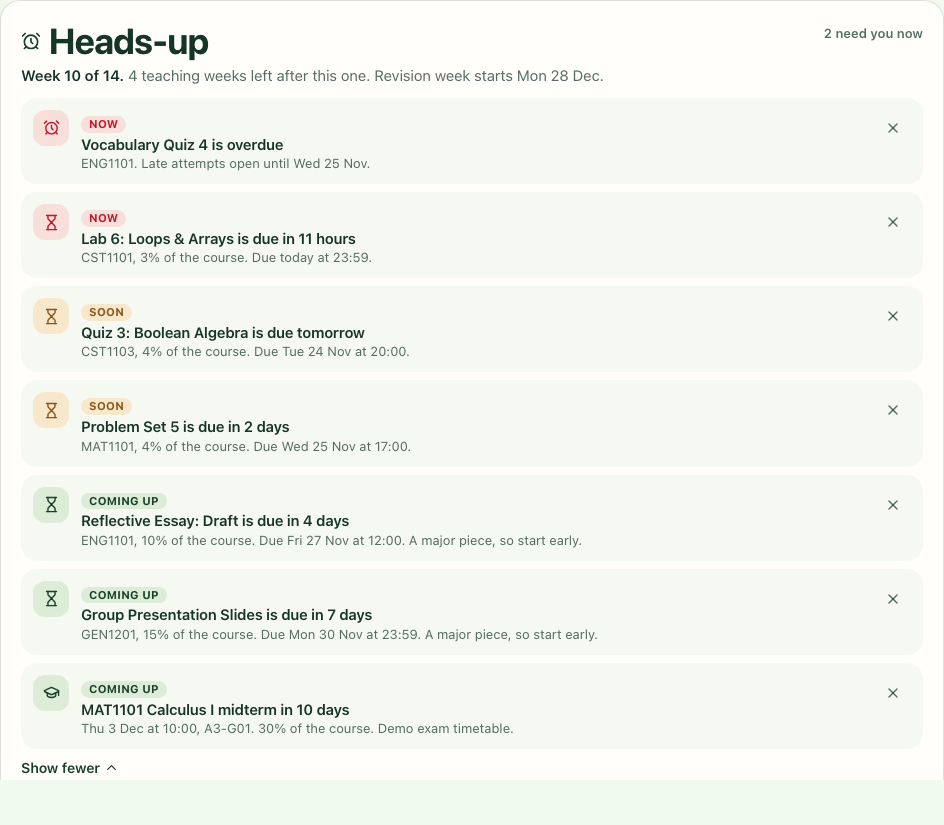 Heads-up
2 need you now
Week 10 of 14. 4 teaching weeks left after this one. Revision week starts Mon 28 Dec.
NOW
Vocabulary Quiz 4 is overdue
ENG1101. Late attempts open until Wed 25 Nov.
NOW
Lab 6: Loops & Arrays is due in 11 hours
CST1101, 3% of the course. Due today at 23:59.
SOON
Quiz 3: Boolean Algebra is due tomorrow
CST1103, 4% of the course. Due Tue 24 Nov at 20:00.
SOON
Problem Set 5 is due in 2 days
MAT1101, 4% of the course. Due Wed 25 Nov at 17:00.
COMING UP
Reflective Essay: Draft is due in 4 days
ENG1101, 10% of the course. Due Fri 27 Nov at 12:00. A major piece, so start early.
COMING UP
Group Presentation Slides is due in 7 days
GEN1201, 15% of the course. Due Mon 30 Nov at 23:59. A major piece, so start early.
COMING UP
MAT1101 Calculus I midterm in 10 days
Thu 3 Dec at 10:00, A3-G01. 30% of the course. Demo exam timetable.
Show fewer